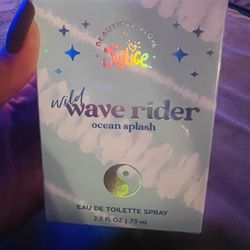 BEAUTIFUL GLOW
Justice
Wild
wave rider
ocean splash
EAU DE TOILETTE SPRAY
2.5 FL OZ | 75 ml